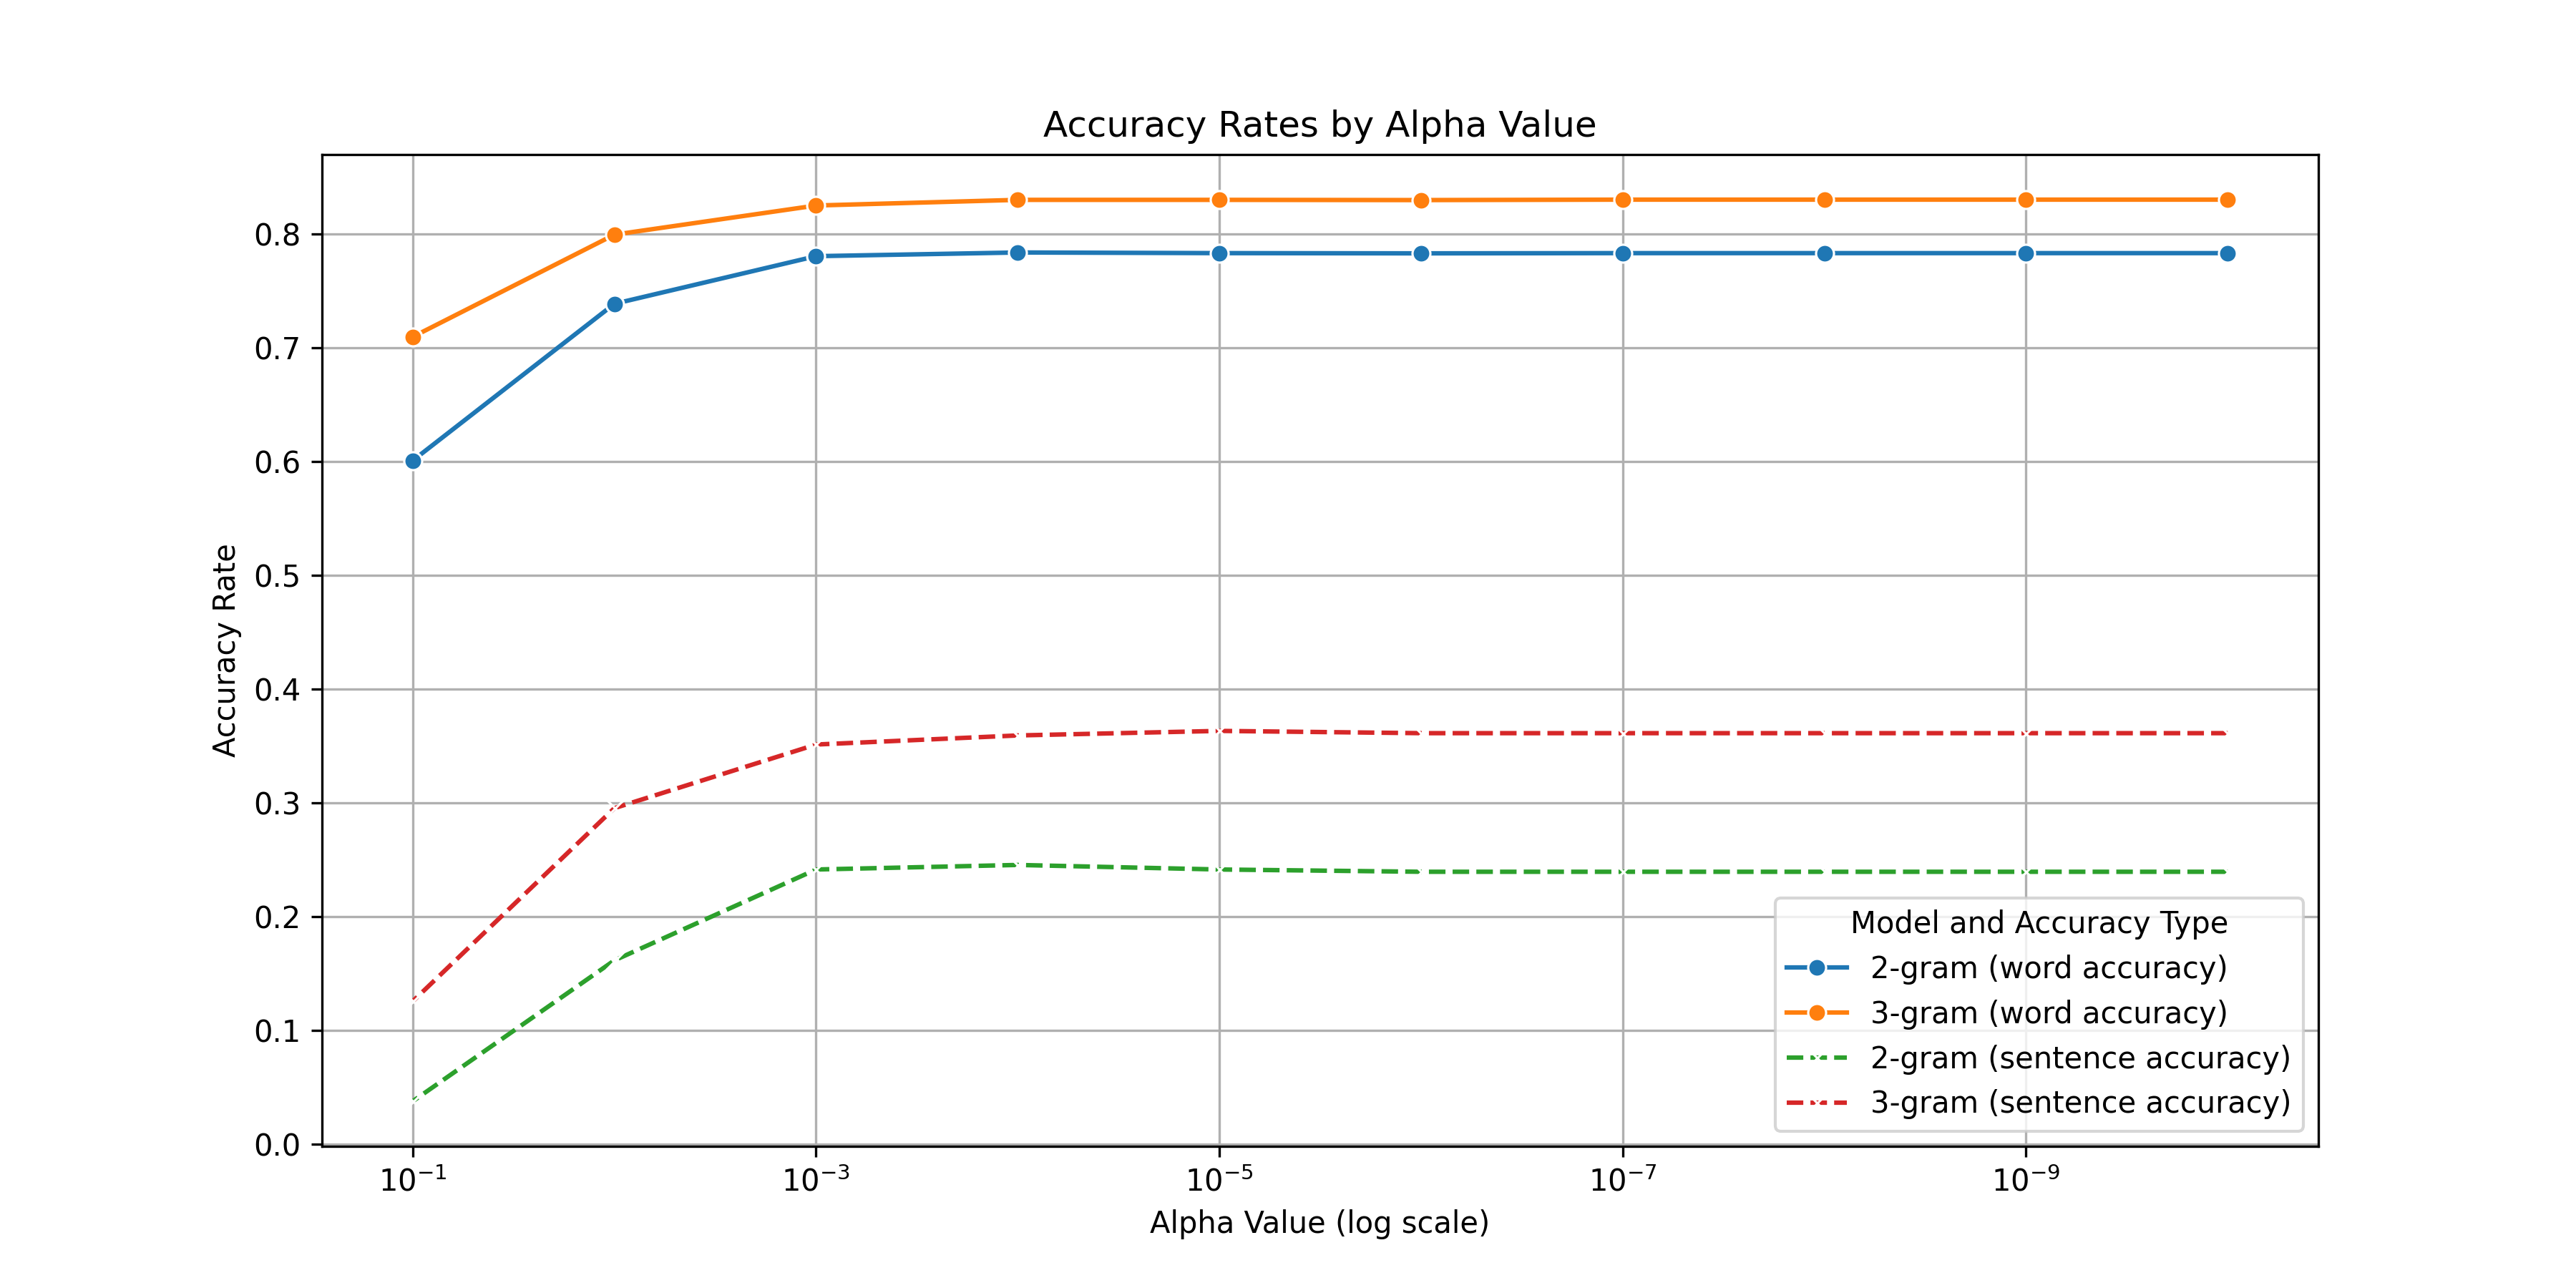 Accuracy Rates by Alpha Value
Accuracy Rate
0.8
0.7
0.6
0.5
0.4
0.3
0.2
0.1
0.0
Model and Accuracy Type
2-gram (word accuracy)
3-gram (word accuracy)
2-gram (sentence accuracy)
3-gram (sentence accuracy)
10⁻¹ 10⁻³ 10⁻⁵ 10⁻⁷ 10⁻⁹
Alpha Value (log scale)